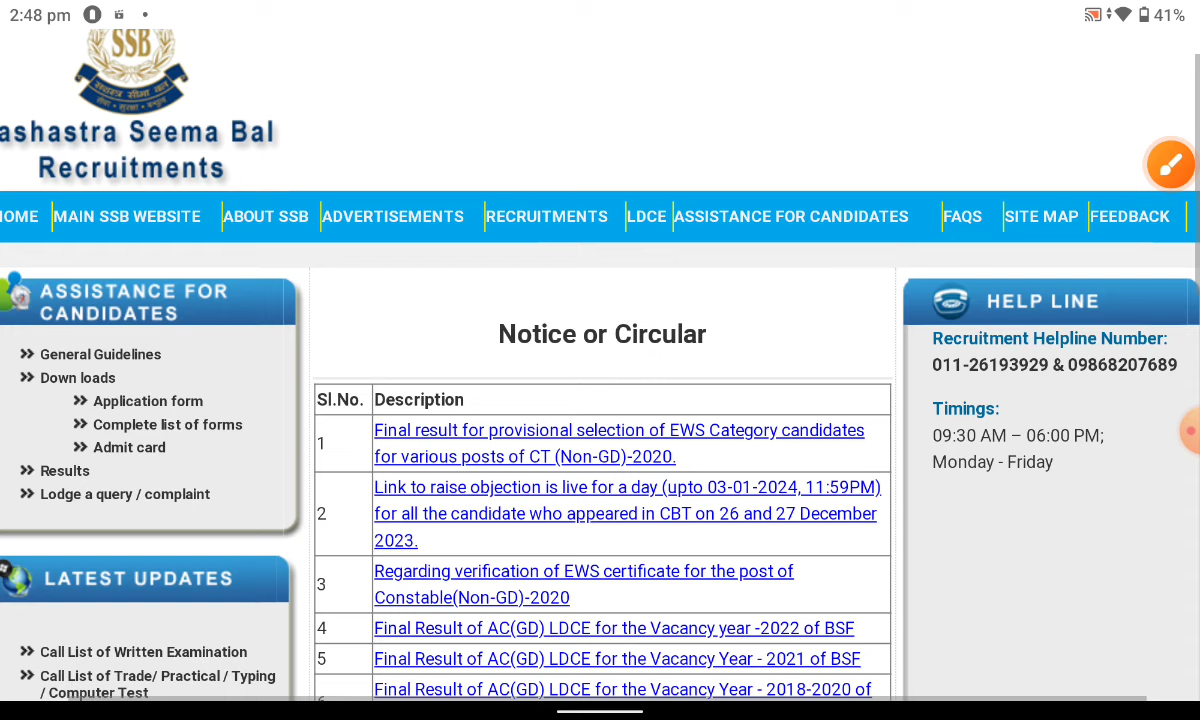 2:48 pm
41%
SSB
सशस्त्र सीमा बल
सेवा · सुरक्षा · बन्धुत्व
ashastra Seema Bal
Recruitments
OME MAIN SSB WEBSITE ABOUT SSB ADVERTISEMENTS RECRUITMENTS LDCE ASSISTANCE FOR CANDIDATES FAQS SITE MAP FEEDBACK
ASSISTANCE FOR
CANDIDATES
General Guidelines
Down loads
Application form
Complete list of forms
Admit card
Results
Lodge a query / complaint
LATEST UPDATES
Call List of Written Examination
Call List of Trade/ Practical / Typing
/ Computer Test
Notice or Circular
Sl.No. Description
1 Final result for provisional selection of EWS Category candidates
for various posts of CT (Non-GD)-2020.
2 Link to raise objection is live for a day (upto 03-01-2024, 11:59PM)
for all the candidate who appeared in CBT on 26 and 27 December
2023.
3 Regarding verification of EWS certificate for the post of
Constable(Non-GD)-2020
4 Final Result of AC(GD) LDCE for the Vacancy year -2022 of BSF
5 Final Result of AC(GD) LDCE for the Vacancy Year - 2021 of BSF
Final Result of AC(GD) LDCE for the Vacancy Year - 2018-2020 of
HELP LINE
Recruitment Helpline Number:
011-26193929 & 09868207689
Timings:
09:30 AM – 06:00 PM;
Monday - Friday